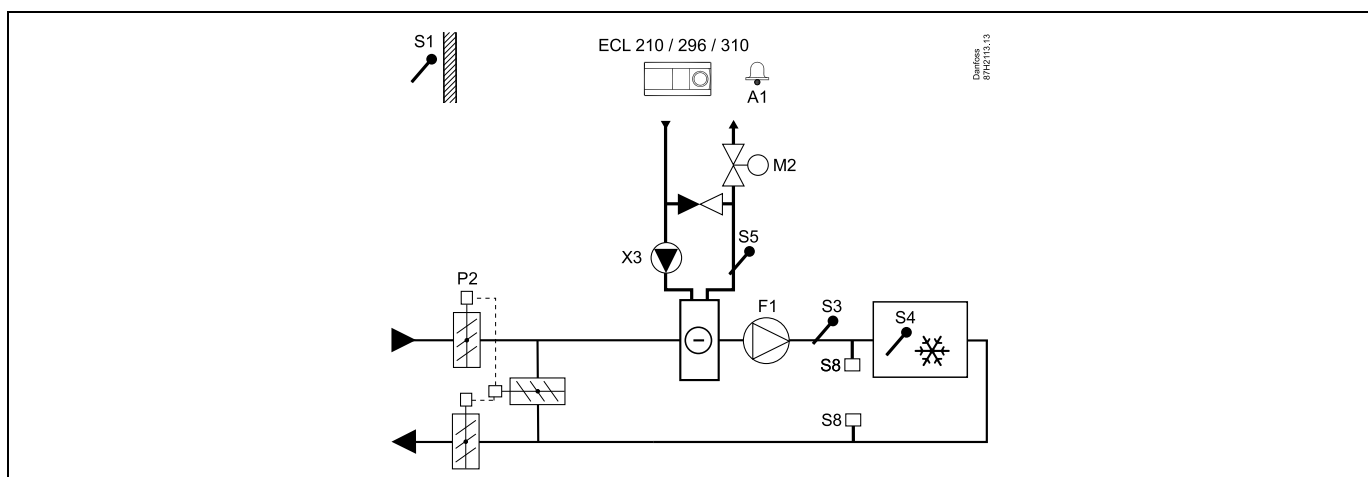 S1
ECL 210 / 296 / 310
A1
Danfoss
87H2113.13
M2
S5
X3
P2
F1
S3
S4
S8
S8